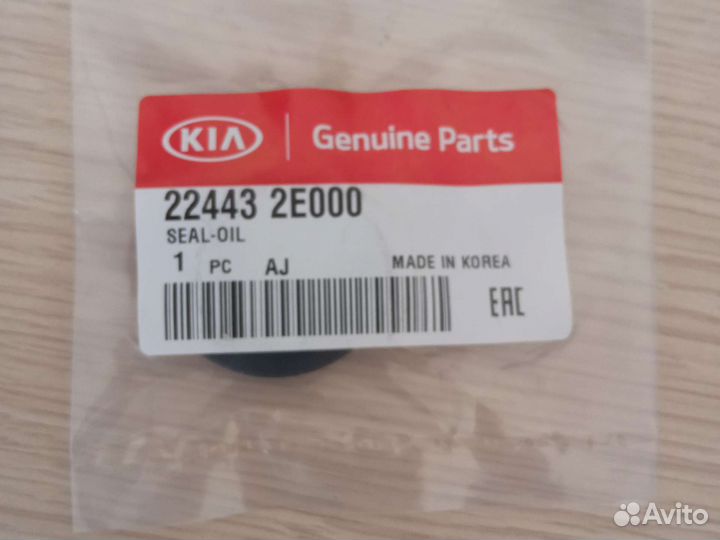 KIA Genuine Parts
22443 2E000
SEAL-OIL
1 PC AJ MADE IN KOREA
EAC
Avito